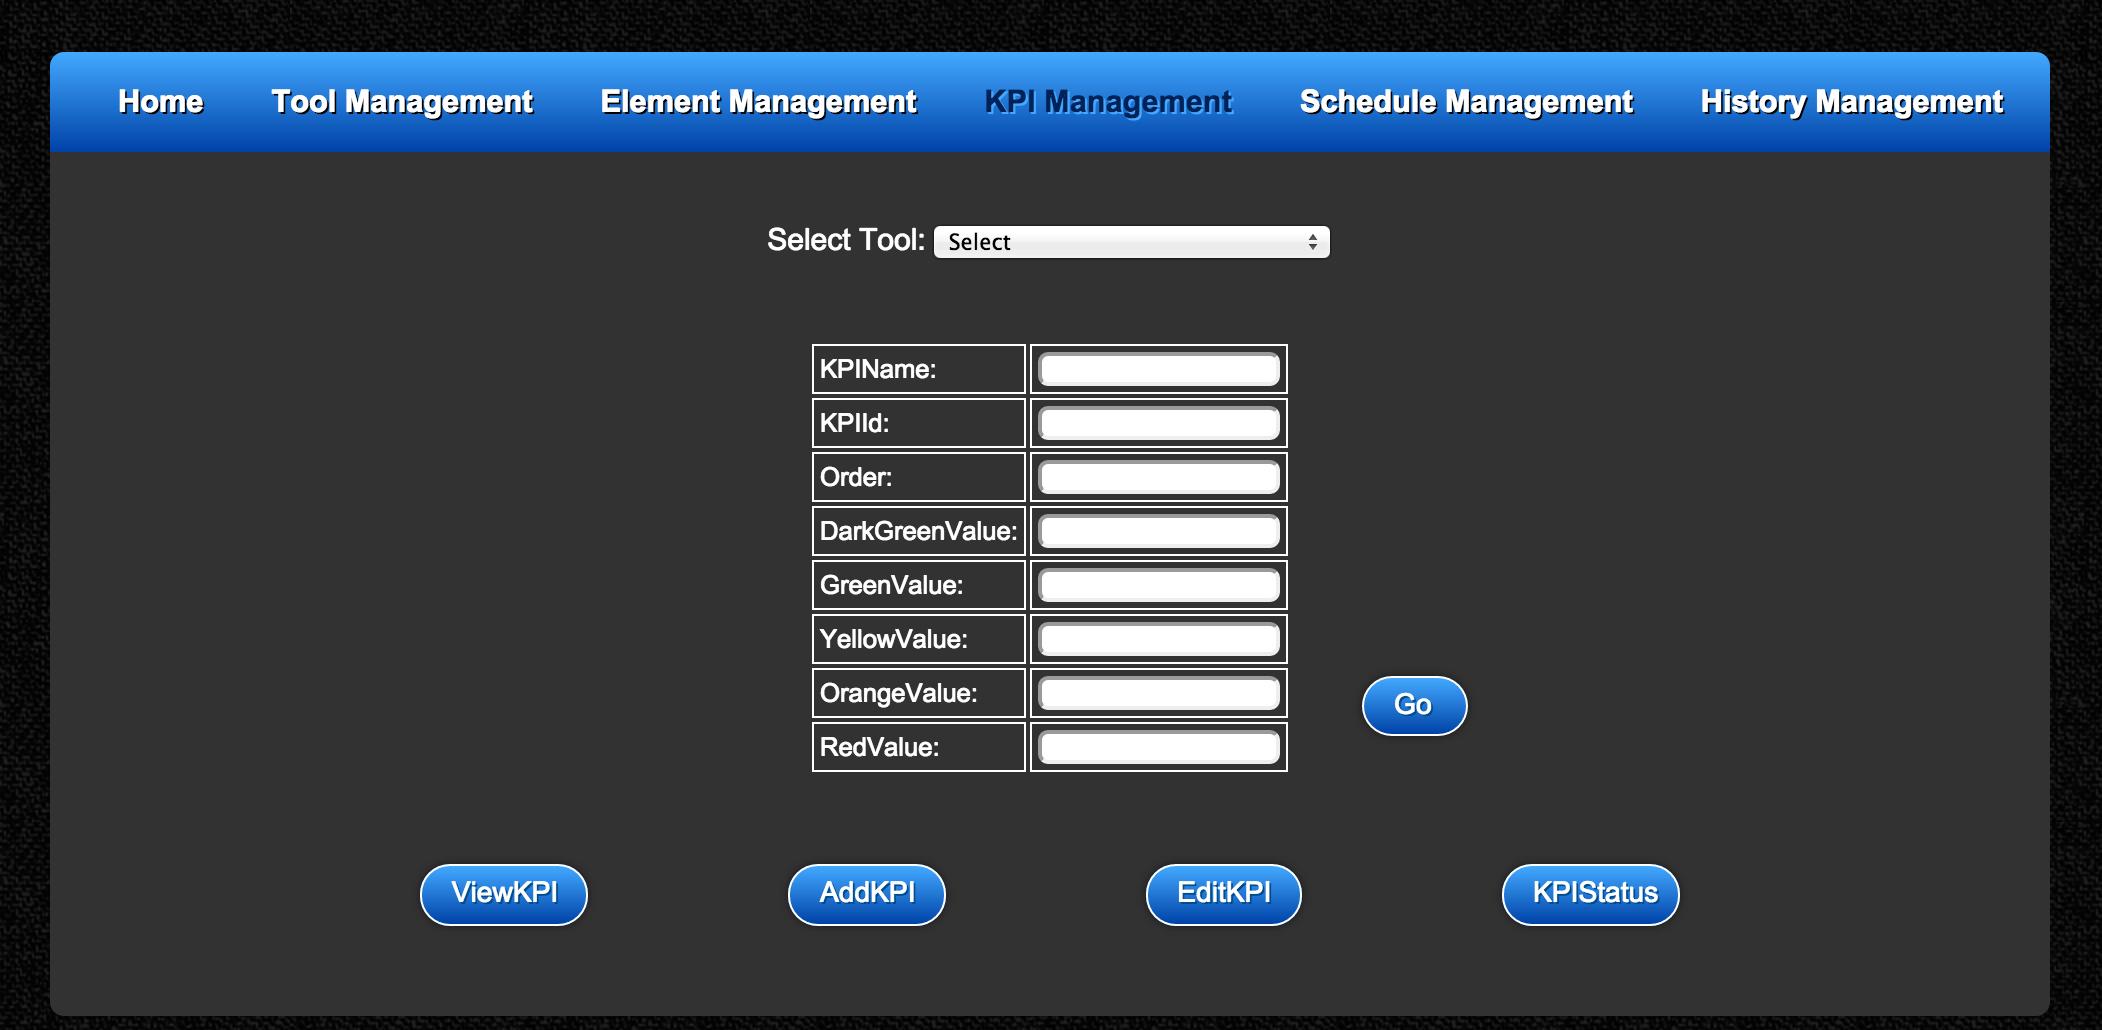 Home Tool Management Element Management KPI Management Schedule Management History Management
Select Tool: Select
KPIName:
KPIId:
Order:
DarkGreenValue:
GreenValue:
YellowValue:
OrangeValue:
Go
RedValue:
ViewKPI AddKPI EditKPI KPIStatus